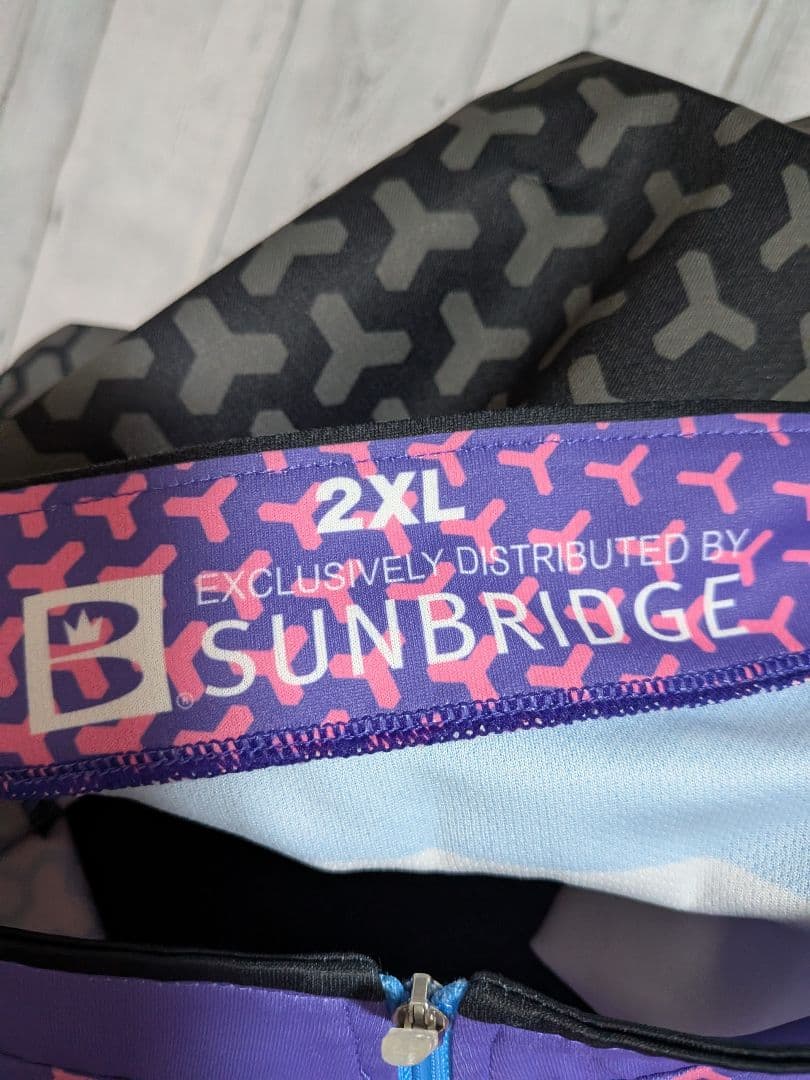 2XL
EXCLUSIVELY DISTRIBUTED BY
B
SUNBRIDGE
®